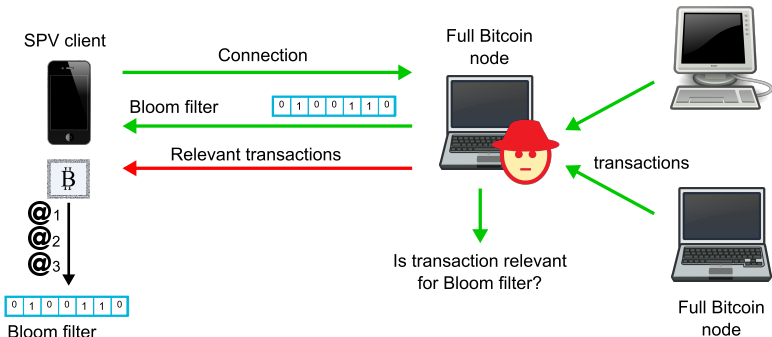 SPV client
Connection
Full Bitcoin
node
Bloom filter
0 1 0 0 1 1 0
Relevant transactions
transactions
₿
@1
@2
@3
Is transaction relevant
for Bloom filter?
0 1 0 0 1 1 0
Bloom filter
Full Bitcoin
node